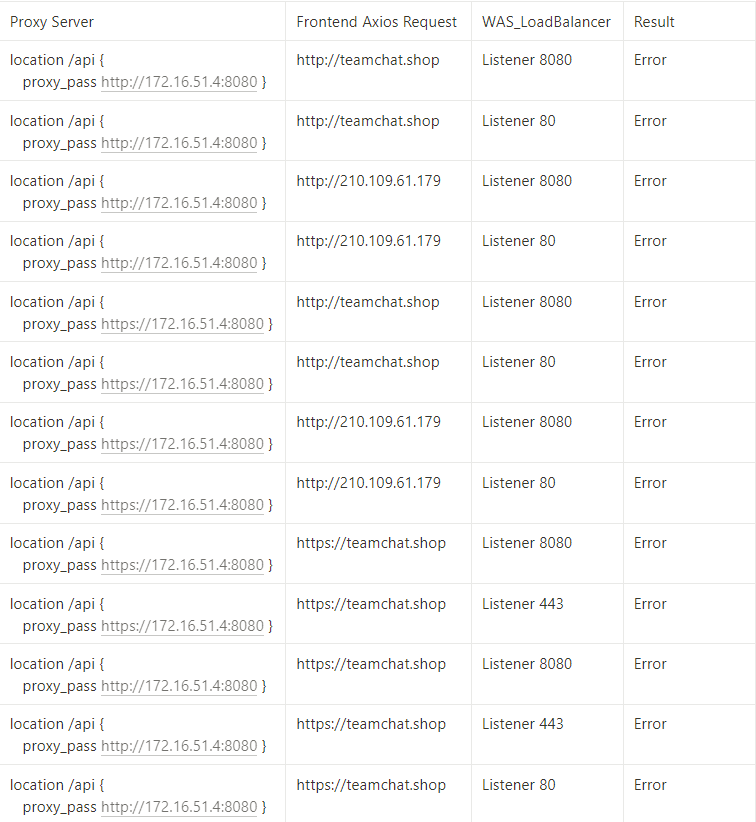 Proxy Server Frontend Axios Request WAS_LoadBalancer Result
location /api { http://teamchat.shop Listener 8080 Error
proxy_pass http://172.16.51.4:8080 }
location /api { http://teamchat.shop Listener 80 Error
proxy_pass http://172.16.51.4:8080 }
location /api { http://210.109.61.179 Listener 8080 Error
proxy_pass http://172.16.51.4:8080 }
location /api { http://210.109.61.179 Listener 80 Error
proxy_pass http://172.16.51.4:8080 }
location /api { http://teamchat.shop Listener 8080 Error
proxy_pass https://172.16.51.4:8080 }
location /api { http://teamchat.shop Listener 80 Error
proxy_pass https://172.16.51.4:8080 }
location /api { http://210.109.61.179 Listener 8080 Error
proxy_pass https://172.16.51.4:8080 }
location /api { http://210.109.61.179 Listener 80 Error
proxy_pass https://172.16.51.4:8080 }
location /api { https://teamchat.shop Listener 8080 Error
proxy_pass https://172.16.51.4:8080 }
location /api { https://teamchat.shop Listener 443 Error
proxy_pass https://172.16.51.4:8080 }
location /api { https://teamchat.shop Listener 8080 Error
proxy_pass http://172.16.51.4:8080 }
location /api { https://teamchat.shop Listener 443 Error
proxy_pass http://172.16.51.4:8080 }
location /api { https://teamchat.shop Listener 80 Error
proxy_pass http://172.16.51.4:8080 }